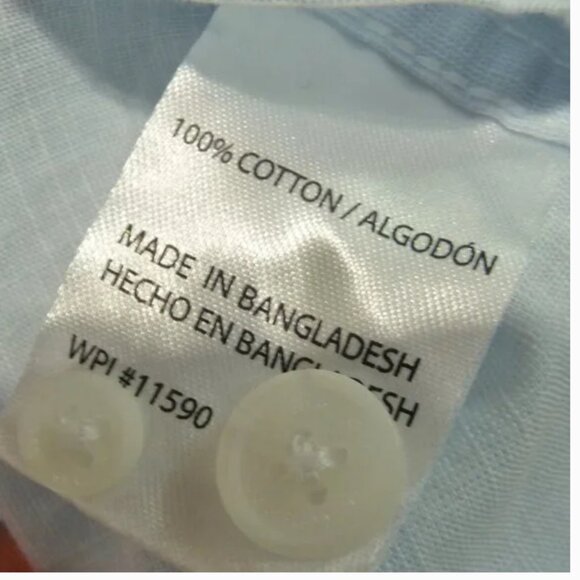 100% COTTON / ALGODÓN
MADE IN BANGLADESH
HECHO EN BANGLADESH
WPI #11590